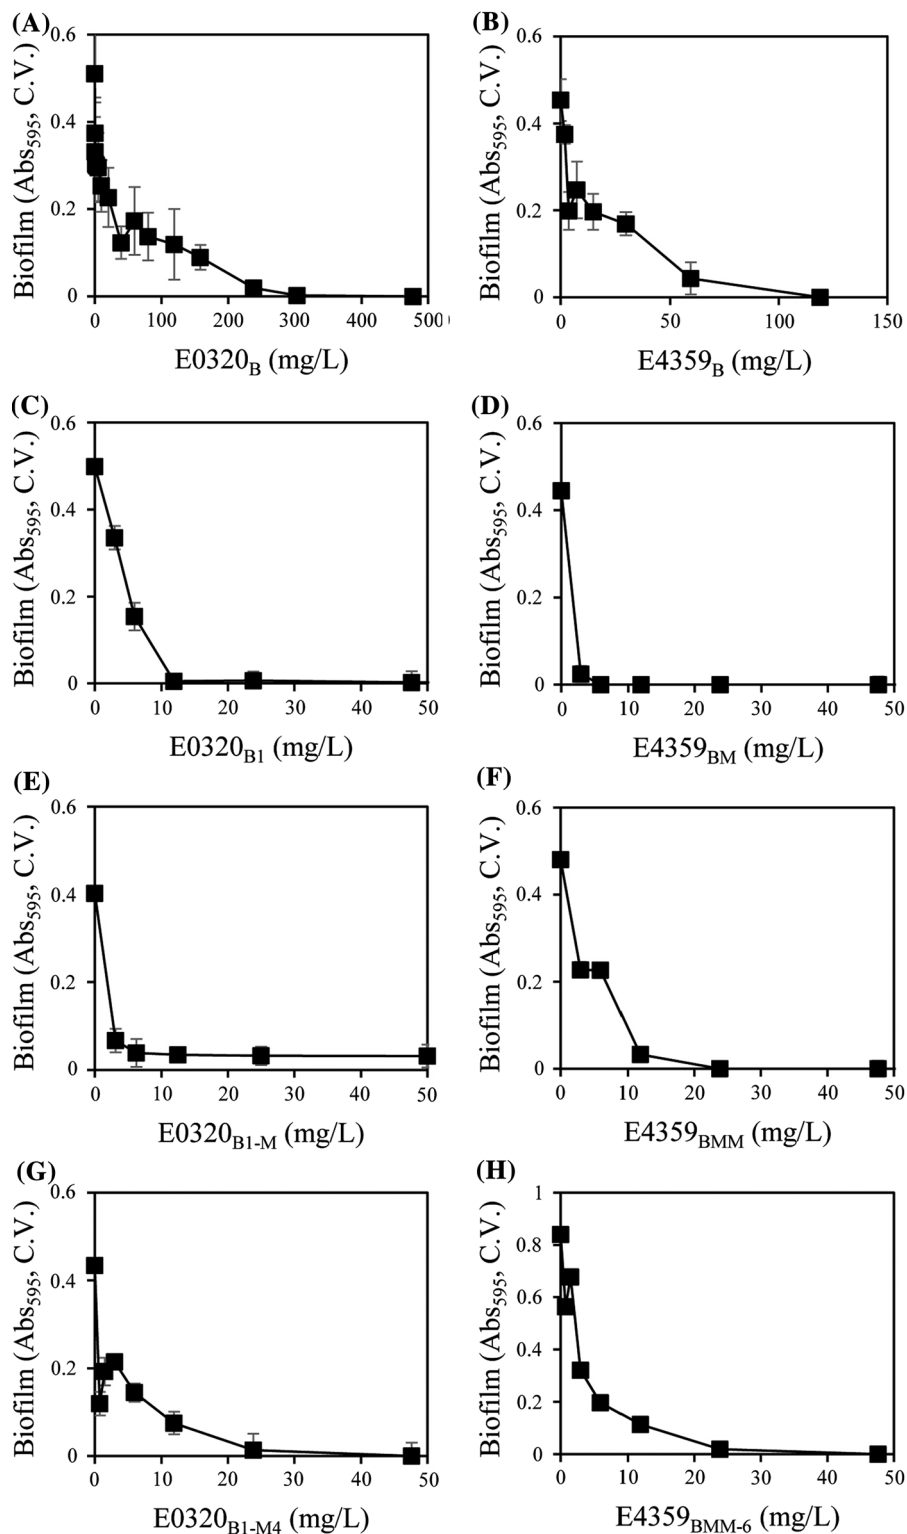 (A)
0.6
0.4
0.2
0
Biofilm (Abs595, C.V.)
0 100 200 300 400 500
E0320B (mg/L)
(B)
0.6
0.4
0.2
0
Biofilm (Abs595, C.V.)
0 50 100 150
E4359B (mg/L)
(C)
0.6
0.4
0.2
0
Biofilm (Abs595, C.V.)
0 10 20 30 40 50
E0320B1 (mg/L)
(D)
0.6
0.4
0.2
0
Biofilm (Abs595, C.V.)
0 10 20 30 40 50
E4359BM (mg/L)
(E)
0.6
0.4
0.2
0
Biofilm (Abs595, C.V.)
0 10 20 30 40 50
E0320B1-M (mg/L)
(F)
0.6
0.4
0.2
0
Biofilm (Abs595, C.V.)
0 10 20 30 40 50
E4359BMM (mg/L)
(G)
0.6
0.4
0.2
0
Biofilm (Abs595, C.V.)
0 10 20 30 40 50
E0320B1-M4 (mg/L)
(H)
1
0.8
0.6
0.4
0.2
0
Biofilm (Abs595, C.V.)
0 10 20 30 40 50
E4359BMM-6 (mg/L)